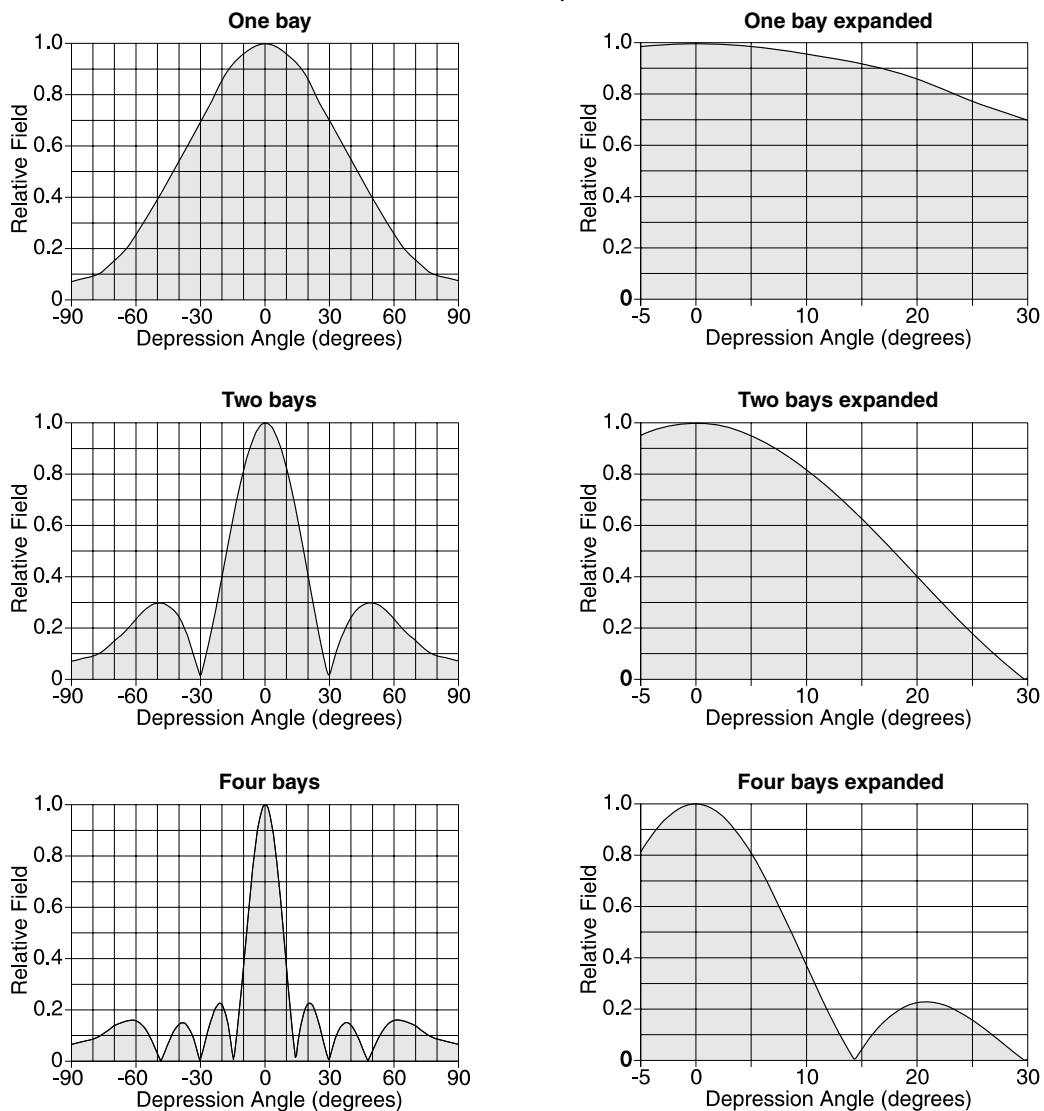 One bay
1.0
0.8
0.6
0.4
0.2
0
Relative Field
-90 -60 -30 0 30 60 90
Depression Angle (degrees)
One bay expanded
1.0
0.8
0.6
0.4
0.2
0
Relative Field
-5 0 10 20 30
Depression Angle (degrees)
Two bays
1.0
0.8
0.6
0.4
0.2
0
Relative Field
-90 -60 -30 0 30 60 90
Depression Angle (degrees)
Two bays expanded
1.0
0.8
0.6
0.4
0.2
0
Relative Field
-5 0 10 20 30
Depression Angle (degrees)
Four bays
1.0
0.8
0.6
0.4
0.2
0
Relative Field
-90 -60 -30 0 30 60 90
Depression Angle (degrees)
Four bays expanded
1.0
0.8
0.6
0.4
0.2
0
Relative Field
-5 0 10 20 30
Depression Angle (degrees)